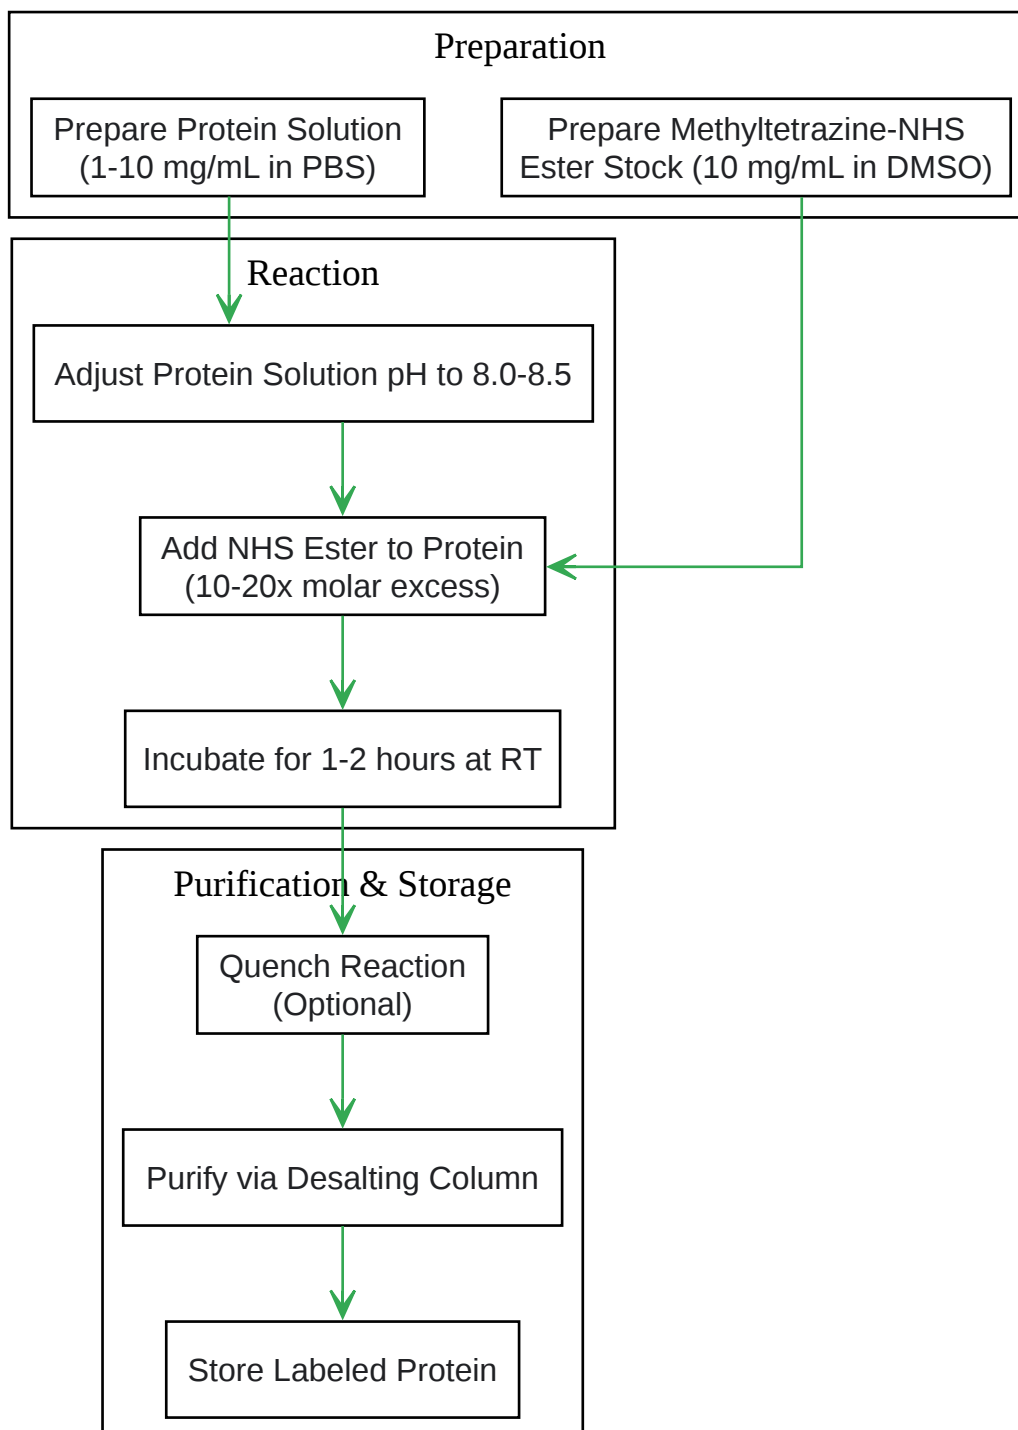 Preparation
Prepare Protein Solution
(1-10 mg/mL in PBS)
Prepare Methyltetrazine-NHS
Ester Stock (10 mg/mL in DMSO)
Reaction
Adjust Protein Solution pH to 8.0-8.5
Add NHS Ester to Protein
(10-20x molar excess)
Incubate for 1-2 hours at RT
Purification & Storage
Quench Reaction
(Optional)
Purify via Desalting Column
Store Labeled Protein